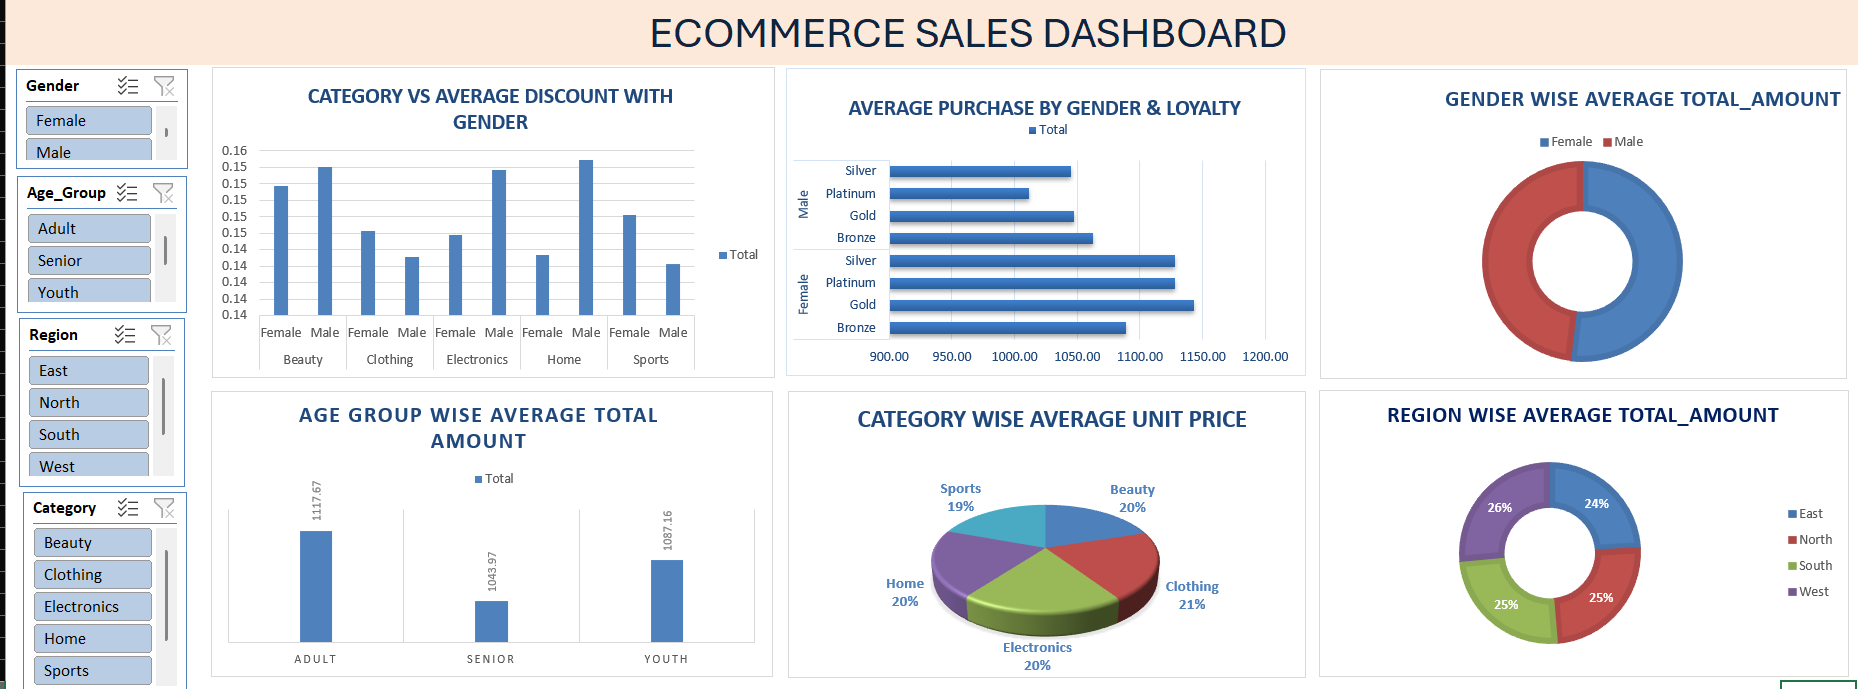 ECOMMERCE SALES DASHBOARD
Gender
Female
Male
Age_Group
Adult
Senior
Youth
Region
East
North
South
West
Category
Beauty
Clothing
Electronics
Home
Sports
CATEGORY VS AVERAGE DISCOUNT WITH
GENDER
0.16
0.15
0.15
0.15
0.15
0.15
0.14
0.14
0.14
0.14
0.14
Female Male Female Male Female Male Female Male Female Male
Beauty Clothing Electronics Home Sports
Total
AVERAGE PURCHASE BY GENDER & LOYALTY
Total
Male
Silver
Platinum
Gold
Bronze
Female
Silver
Platinum
Gold
Bronze
900.00 950.00 1000.00 1050.00 1100.00 1150.00 1200.00
GENDER WISE AVERAGE TOTAL_AMOUNT
Female Male
AGE GROUP WISE AVERAGE TOTAL
AMOUNT
Total
1117.67
1043.97
1087.16
ADULT SENIOR YOUTH
CATEGORY WISE AVERAGE UNIT PRICE
Sports
19%
Beauty
20%
Home
20%
Clothing
21%
Electronics
20%
REGION WISE AVERAGE TOTAL_AMOUNT
26%
24%
25%
25%
East
North
South
West